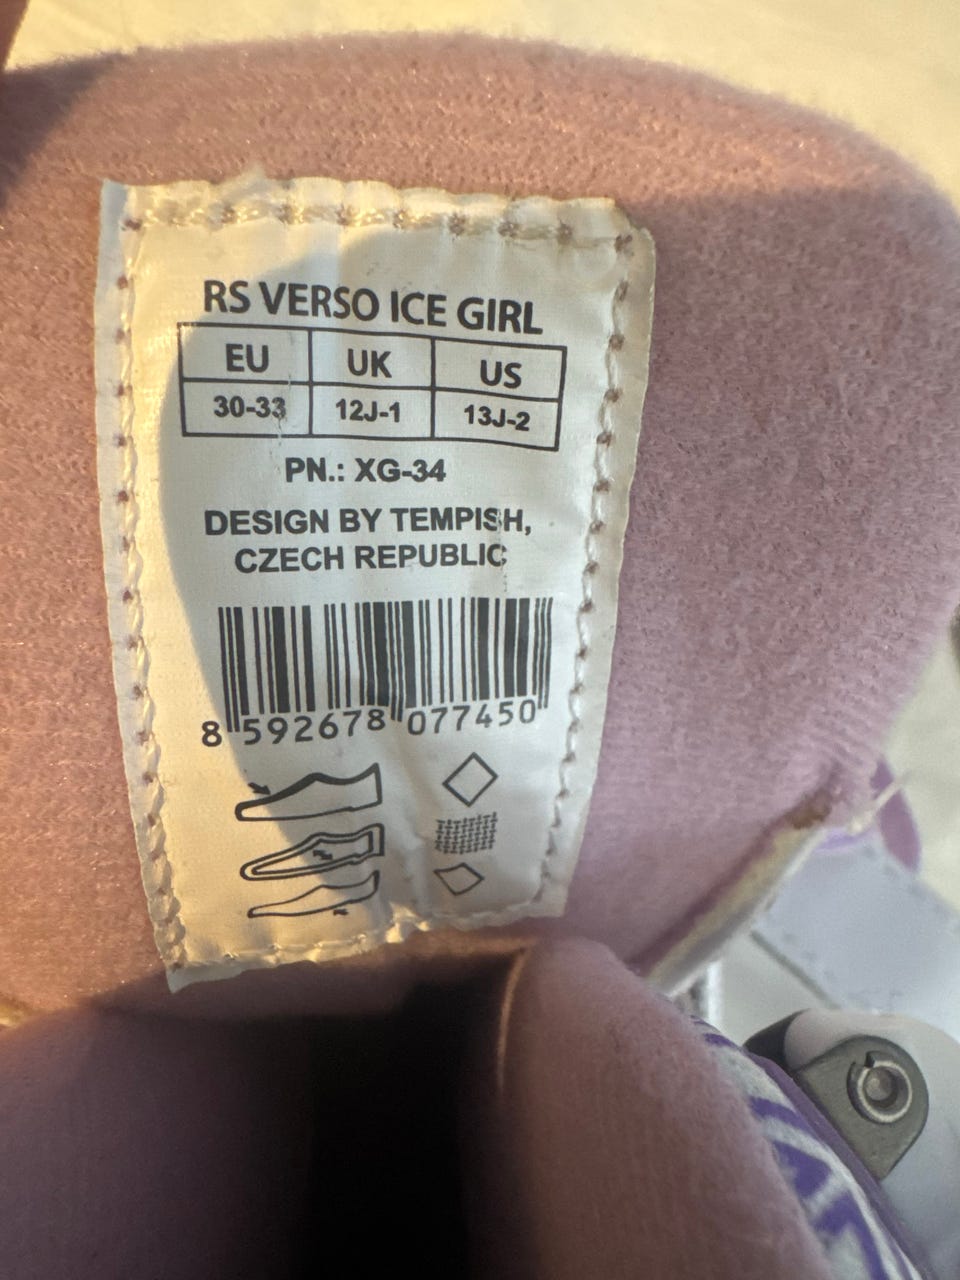 RS VERSO ICE GIRL
EU UK US
30-33 12J-1 13J-2
PN.: XG-34
DESIGN BY TEMPISH,
CZECH REPUBLIC
8 592678 077450